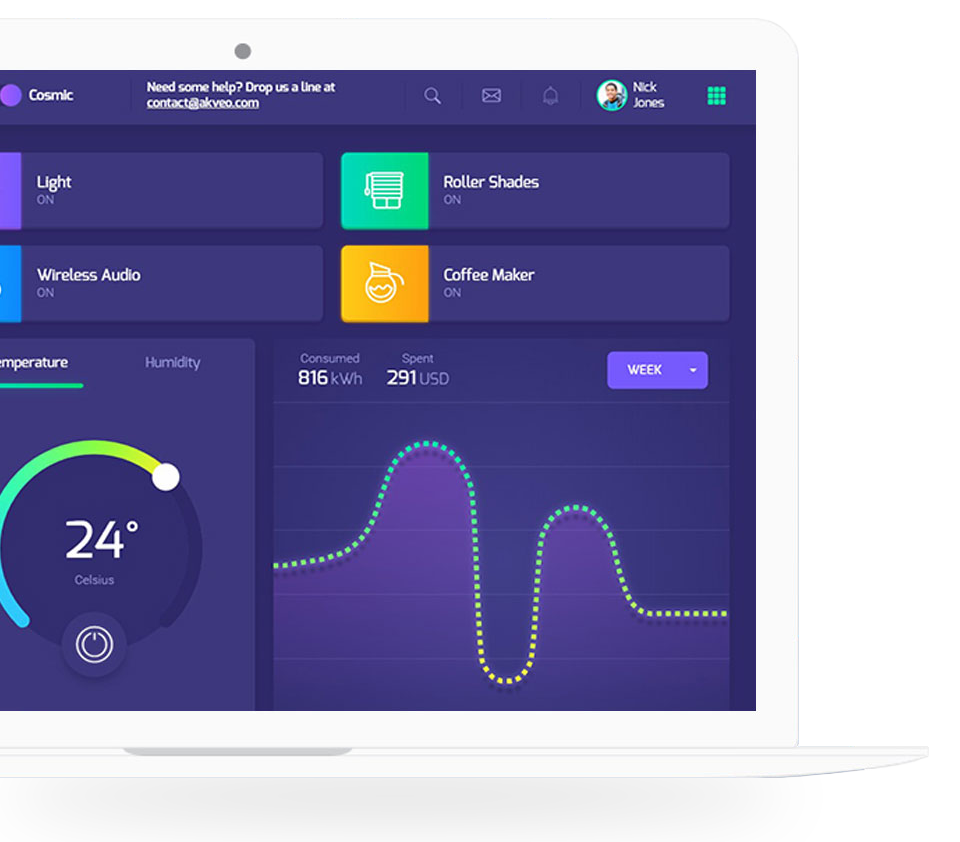 Cosmic
Need some help? Drop us a line at
contact@akveo.com
Nick
Jones
Light
ON
Roller Shades
ON
Wireless Audio
ON
Coffee Maker
ON
emperature
Humidity
Consumed
816 kWh
Spent
291 USD
WEEK
24°
Celsius